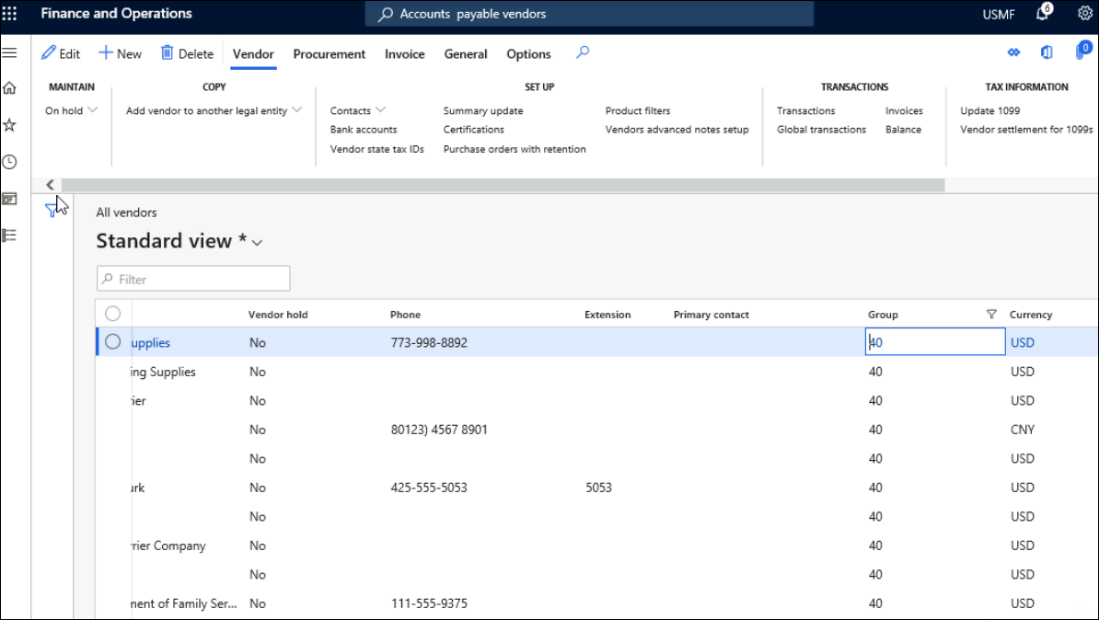 Finance and Operations
Accounts payable vendors
USMF
6
Edit
New
Delete
Vendor
Procurement
Invoice
General
Options
0
MAINTAIN
COPY
SET UP
TRANSACTIONS
TAX INFORMATION
On hold
Add vendor to another legal entity
Contacts
Summary update
Product filters
Transactions
Invoices
Update 1099
Bank accounts
Certifications
Vendors advanced notes setup
Global transactions
Balance
Vendor settlement for 1099s
Vendor state tax IDs
Purchase orders with retention
All vendors
Standard view *
Filter
Vendor hold Phone Extension Primary contact Group Currency
upplies No 773-998-8892 40 USD
ing Supplies No 40 USD
rier No 40 USD
No 80123) 4567 8901 40 CNY
No 40 USD
urk No 425-555-5053 5053 40 USD
No 40 USD
rrier Company No 40 USD
No 40 USD
ment of Family Ser... No 111-555-9375 40 USD